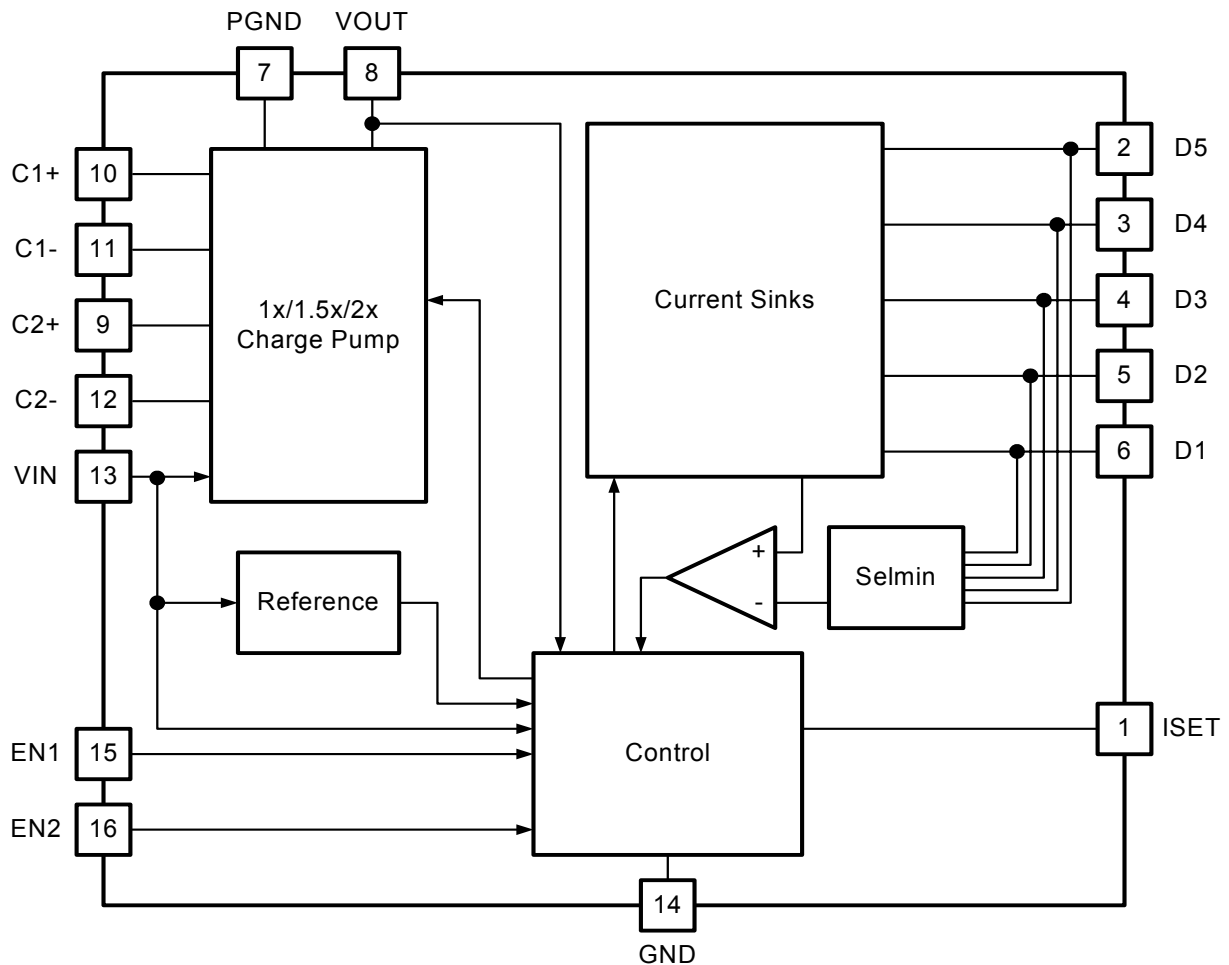 PGND VOUT
7 8
C1+ 10
C1- 11
C2+ 9
C2- 12
VIN 13
1x/1.5x/2x
Charge Pump
Current Sinks
2 D5
3 D4
4 D3
5 D2
6 D1
+
-
Selmin
Reference
Control
1 ISET
EN1 15
EN2 16
14
GND